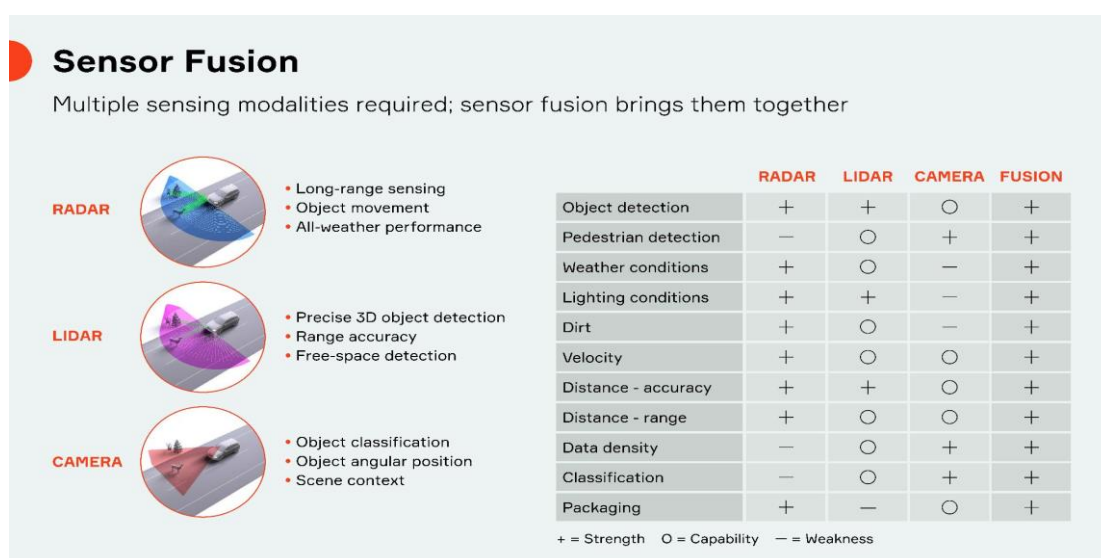 Sensor Fusion
Multiple sensing modalities required; sensor fusion brings them together
RADAR
• Long-range sensing
• Object movement
• All-weather performance
LIDAR
• Precise 3D object detection
• Range accuracy
• Free-space detection
CAMERA
• Object classification
• Object angular position
• Scene context
RADAR LIDAR CAMERA FUSION
Object detection + + O +
Pedestrian detection — O + +
Weather conditions + O — +
Lighting conditions + + — +
Dirt + O — +
Velocity + O O +
Distance - accuracy + + O +
Distance - range + O O +
Data density — O + +
Classification — O + +
Packaging + — O +
+ = Strength O = Capability — = Weakness